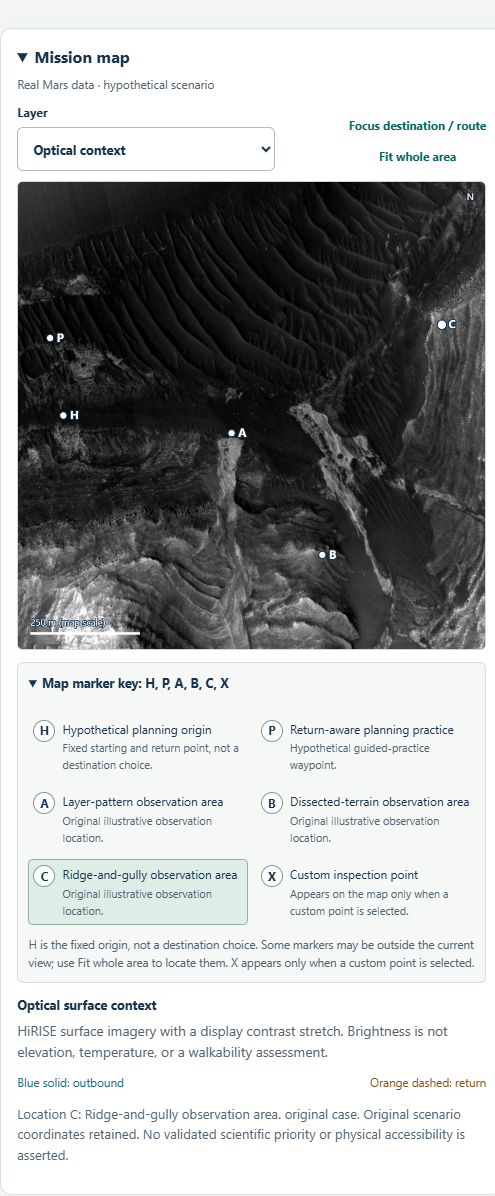 ▼ Mission map
Real Mars data · hypothetical scenario
Layer
Optical context
Focus destination / route
Fit whole area
N
C
P
H
A
B
250 m (map scale)
▼ Map marker key: H, P, A, B, C, X
H Hypothetical planning origin
Fixed starting and return point, not a
destination choice.
P Return-aware planning practice
Hypothetical guided-practice
waypoint.
A Layer-pattern observation area
Original illustrative observation
location.
B Dissected-terrain observation area
Original illustrative observation
location.
C Ridge-and-gully observation area
Original illustrative observation
location.
X Custom inspection point
Appears on the map only when a
custom point is selected.
H is the fixed origin, not a destination choice. Some markers may be outside the current
view; use Fit whole area to locate them. X appears only when a custom point is selected.
Optical surface context
HiRISE surface imagery with a display contrast stretch. Brightness is not
elevation, temperature, or a walkability assessment.
Blue solid: outbound
Orange dashed: return
Location C: Ridge-and-gully observation area. original case. Original scenario
coordinates retained. No validated scientific priority or physical accessibility is
asserted.